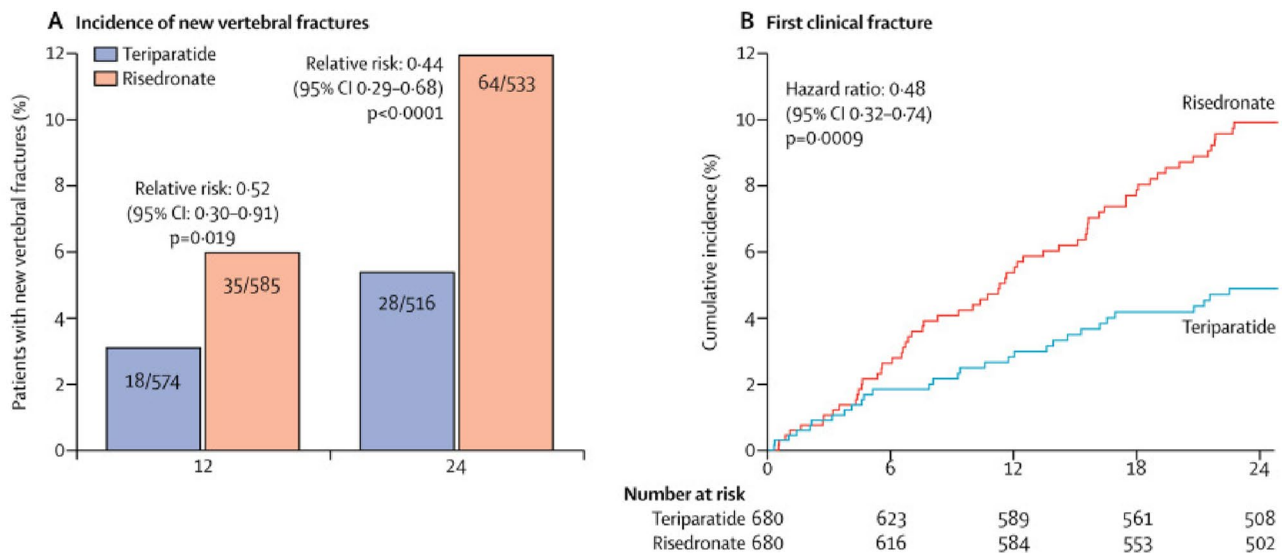 A Incidence of new vertebral fractures
Teriparatide
Risedronate
Patients with new vertebral fractures (%)
12
10
8
6
4
2
0
Relative risk: 0·52
(95% CI: 0·30–0·91)
p=0·019
18/574
35/585
Relative risk: 0·44
(95% CI 0·29–0·68)
p<0·0001
28/516
64/533
12
24
B First clinical fracture
Cumulative incidence (%)
12
10
8
6
4
2
0
Hazard ratio: 0·48
(95% CI 0·32–0·74)
p=0·0009
Risedronate
Teriparatide
0 6 12 18 24
Number at risk
Teriparatide 680 623 589 561 508
Risedronate 680 616 584 553 502